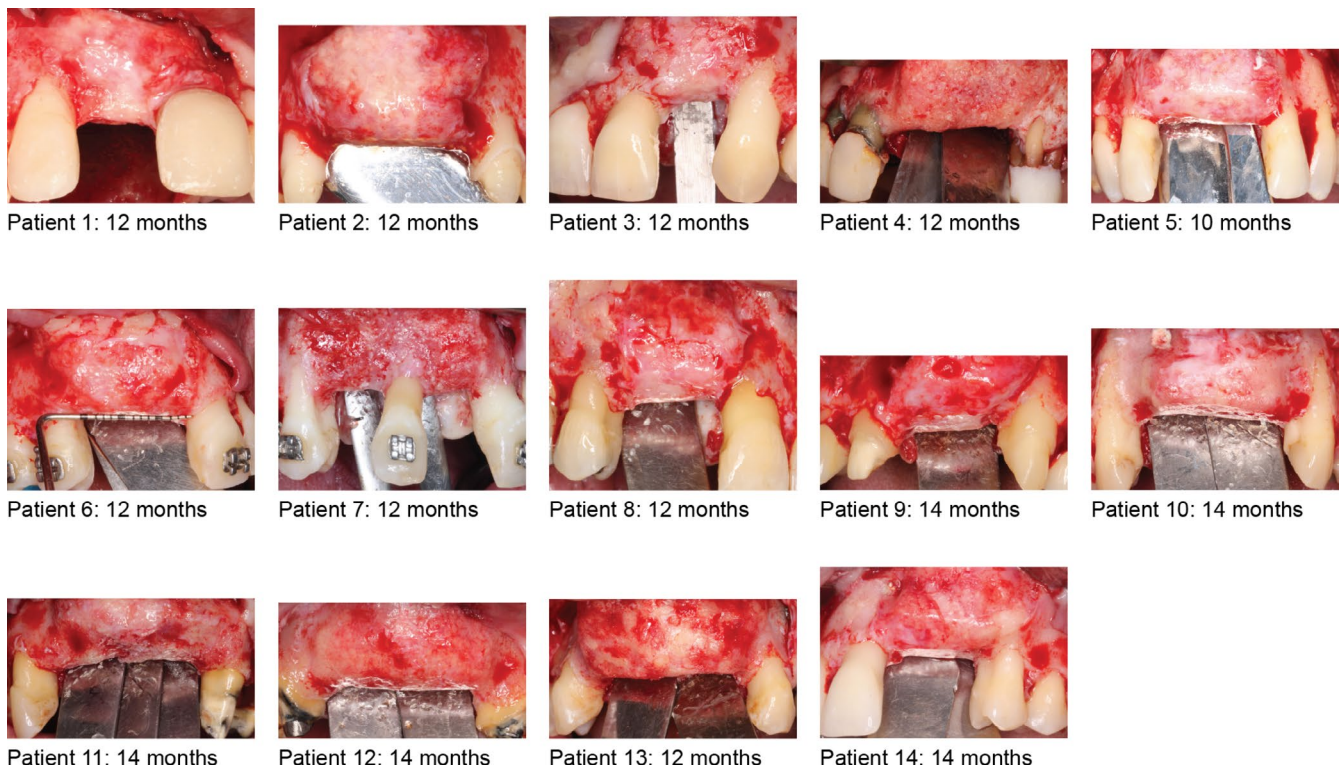 Patient 1: 12 months
Patient 2: 12 months
Patient 3: 12 months
Patient 4: 12 months
Patient 5: 10 months
Patient 6: 12 months
Patient 7: 12 months
Patient 8: 12 months
Patient 9: 14 months
Patient 10: 14 months
Patient 11: 14 months
Patient 12: 14 months
Patient 13: 12 months
Patient 14: 14 months